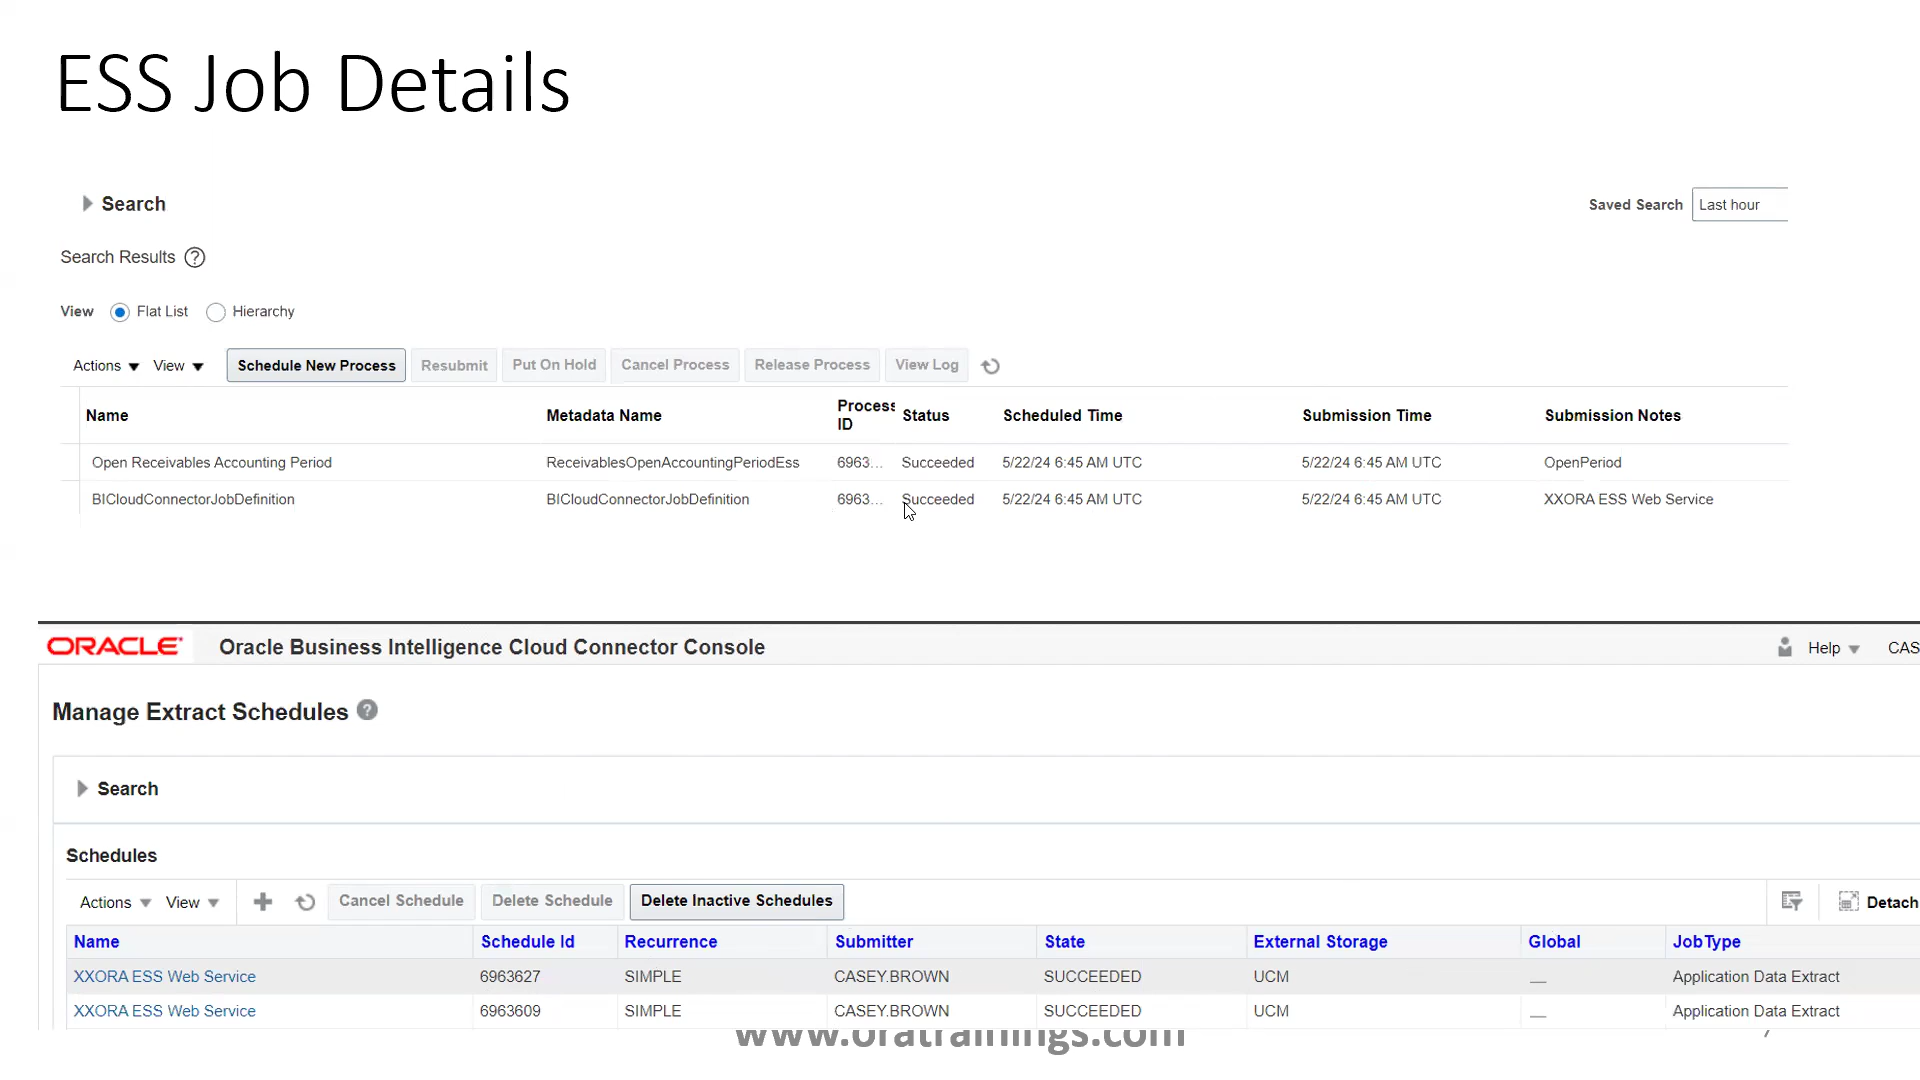 ESS Job Details
Search
Saved Search Last hour
Search Results ?
View Flat List Hierarchy
Actions View Schedule New Process Resubmit Put On Hold Cancel Process Release Process View Log
Name Metadata Name Process ID Status Scheduled Time Submission Time Submission Notes
Open Receivables Accounting Period ReceivablesOpenAccountingPeriodEss 6963... Succeeded 5/22/24 6:45 AM UTC 5/22/24 6:45 AM UTC OpenPeriod
BICloudConnectorJobDefinition BICloudConnectorJobDefinition 6963... Succeeded 5/22/24 6:45 AM UTC 5/22/24 6:45 AM UTC XXORA ESS Web Service
ORACLE Oracle Business Intelligence Cloud Connector Console Help CAS
Manage Extract Schedules ?
Search
Schedules
Actions View Cancel Schedule Delete Schedule Delete Inactive Schedules Detach
Name Schedule Id Recurrence Submitter State External Storage Global JobType
XXORA ESS Web Service 6963627 SIMPLE CASEY.BROWN SUCCEEDED UCM __ Application Data Extract
XXORA ESS Web Service 6963609 SIMPLE CASEY.BROWN SUCCEEDED UCM __ Application Data Extract
www.oratrainings.com 7